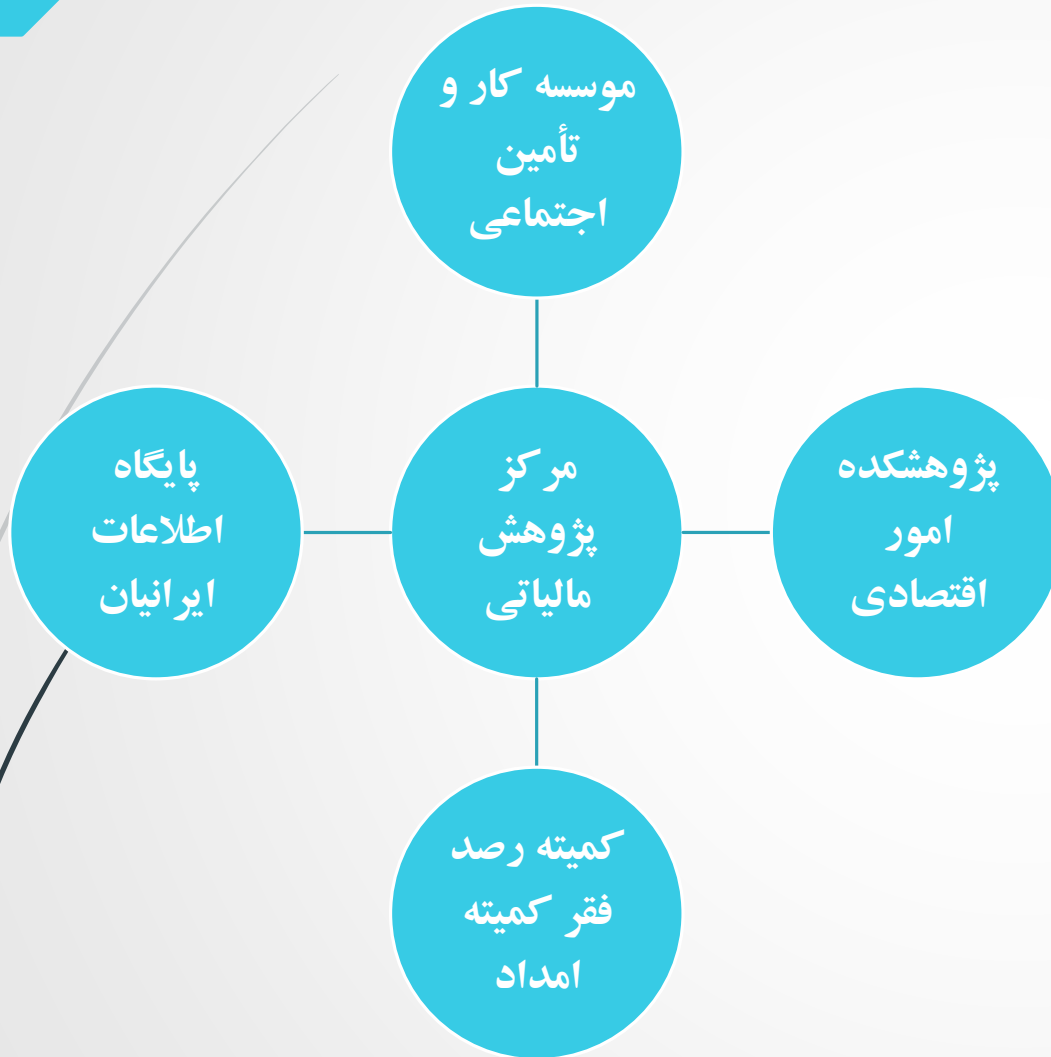 موسسه کار و
تأمین
اجتماعی
پژوهشکده
امور
اقتصادی
مرکز
پژوهش
مالیاتی
پایگاه
اطلاعات
ایرانیان
کمیته رصد
فقر کمیته
امداد